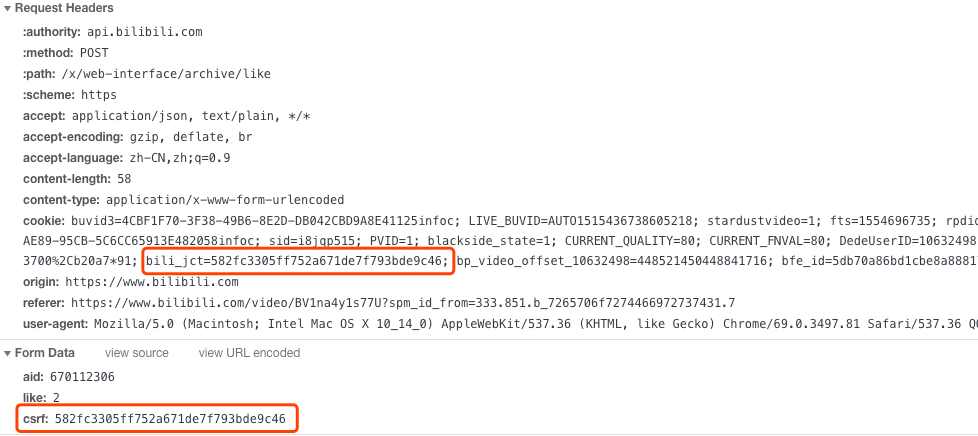 Request Headers
:authority: api.bilibili.com
:method: POST
:path: /x/web-interface/archive/like
:scheme: https
accept: application/json, text/plain, */*
accept-encoding: gzip, deflate, br
accept-language: zh-CN,zh;q=0.9
content-length: 58
content-type: application/x-www-form-urlencoded
cookie: buvid3=4CBF1F70-3F38-49B6-8E2D-DB042CBD9A8E41125infoc; LIVE_BUVID=AUTO1515436738605218; stardustvideo=1; fts=1554696735; rpdid
AE89-95CB-5C6CC65913E482058infoc; sid=i8jqp515; PVID=1; blackside_state=1; CURRENT_QUALITY=80; CURRENT_FNVAL=80; DedeUserID=10632498
3700%2Cb20a7*91; bili_jct=582fc3305ff752a671de7f793bde9c46; bp_video_offset_10632498=448521450448841716; bfe_id=5db70a86bd1cbe8a88817
origin: https://www.bilibili.com
referer: https://www.bilibili.com/video/BV1na4y1s77U?spm_id_from=333.851.b_7265706f7274466972737431.7
user-agent: Mozilla/5.0 (Macintosh; Intel Mac OS X 10_14_0) AppleWebKit/537.36 (KHTML, like Gecko) Chrome/69.0.3497.81 Safari/537.36 Q
Form Data view source view URL encoded
aid: 670112306
like: 2
csrf: 582fc3305ff752a671de7f793bde9c46